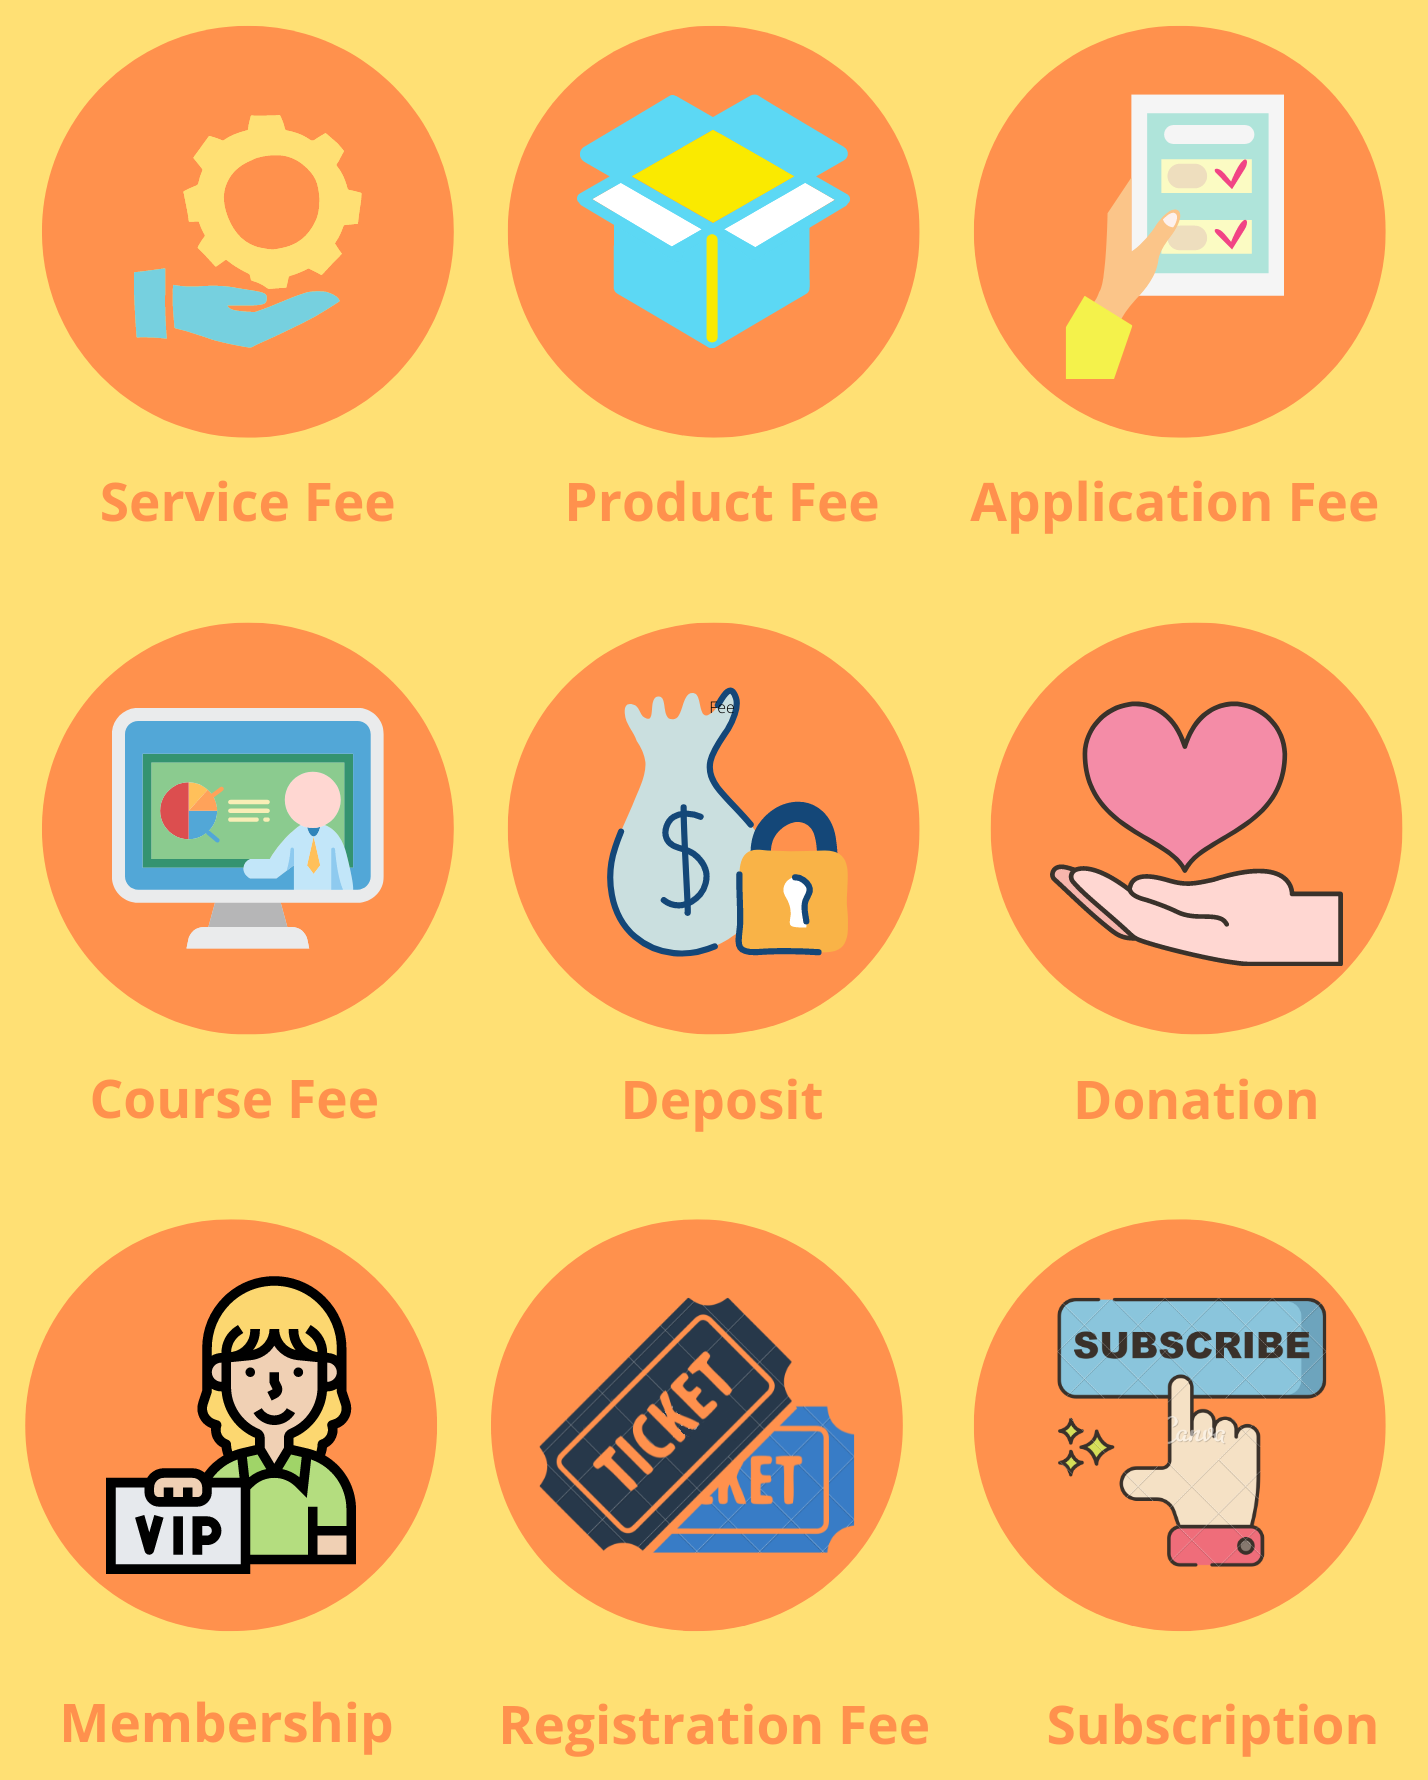 Service Fee
Product Fee
Application Fee
Fee
Course Fee
Deposit
Donation
VIP
TICKET
KET
SUBSCRIBE
Canva
Membership
Registration Fee
Subscription